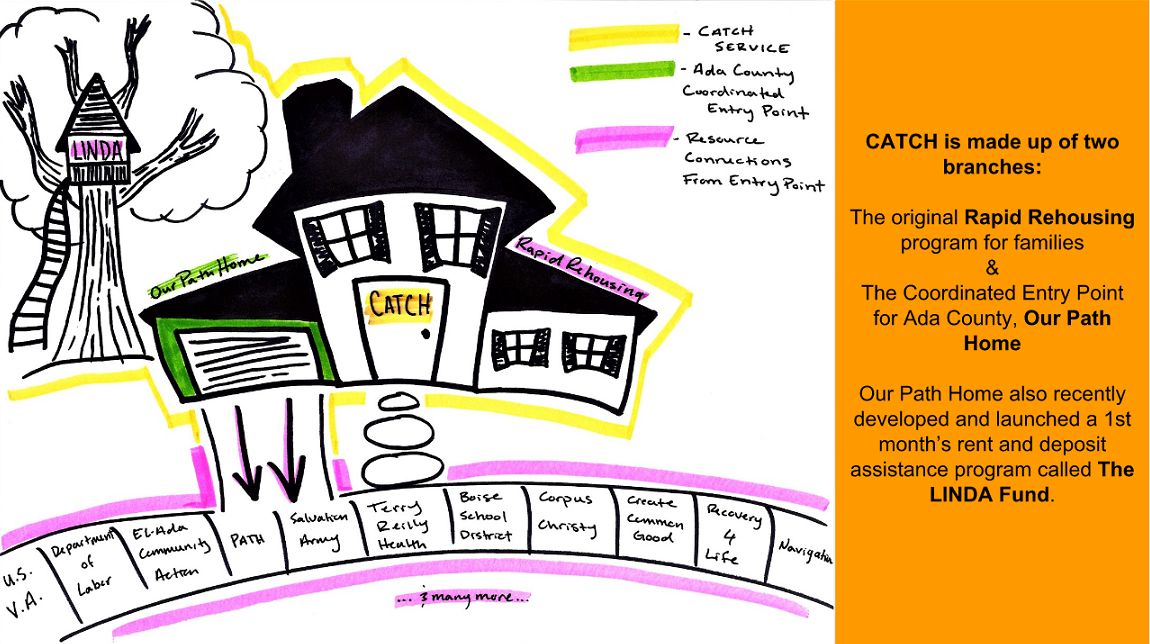 - CATCH
SERVICE
- Ada County
Coordinated
Entry Point
- Resource
Connections
From Entry Point
LINDA
Our Path Home
Rapid Rehousing
CATCH
U.S.
V.A.
Department
of
Labor
El-Ada
Community
Action
PATH
Salvation
Army
Terry
Reilly
Health
Boise
School
District
Corpus
Christy
Create
Common
Good
Recovery
4
Life
Navigation
... & many more...
CATCH is made up of two
branches:
The original Rapid Rehousing
program for families
&
The Coordinated Entry Point
for Ada County, Our Path
Home
Our Path Home also recently
developed and launched a 1st
month's rent and deposit
assistance program called The
LINDA Fund.